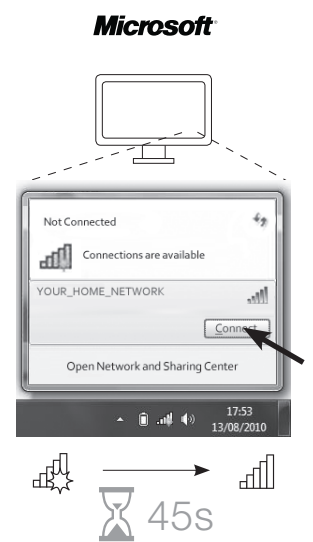 Microsoft
Not Connected
Connections are available
YOUR_HOME_NETWORK
Connect
Open Network and Sharing Center
17:53
13/08/2010
45s